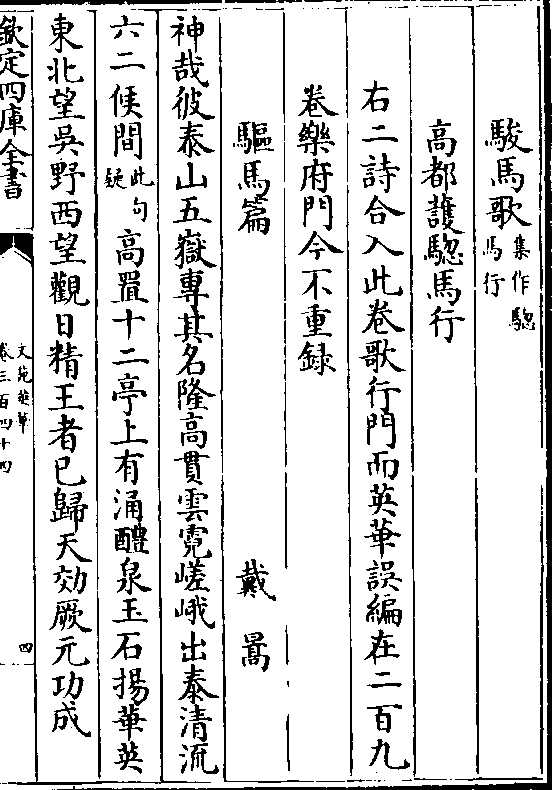 駿馬歌集作驄馬行
高都護驄馬行
右二詩合入此卷歌行門而英華誤編在二百九
卷樂府門今不重録
驅馬篇 戴暠
神哉彼泰山五嶽專其名隆高貫雲霓嵯峨出泰清流
六二候間此句疑高置十二亭上有涌醴泉玉石揚華英
東北望吳野西望觀日精王者已歸天効厥元功成
欽定四庫全書
文苑英華
卷三百四十四
四